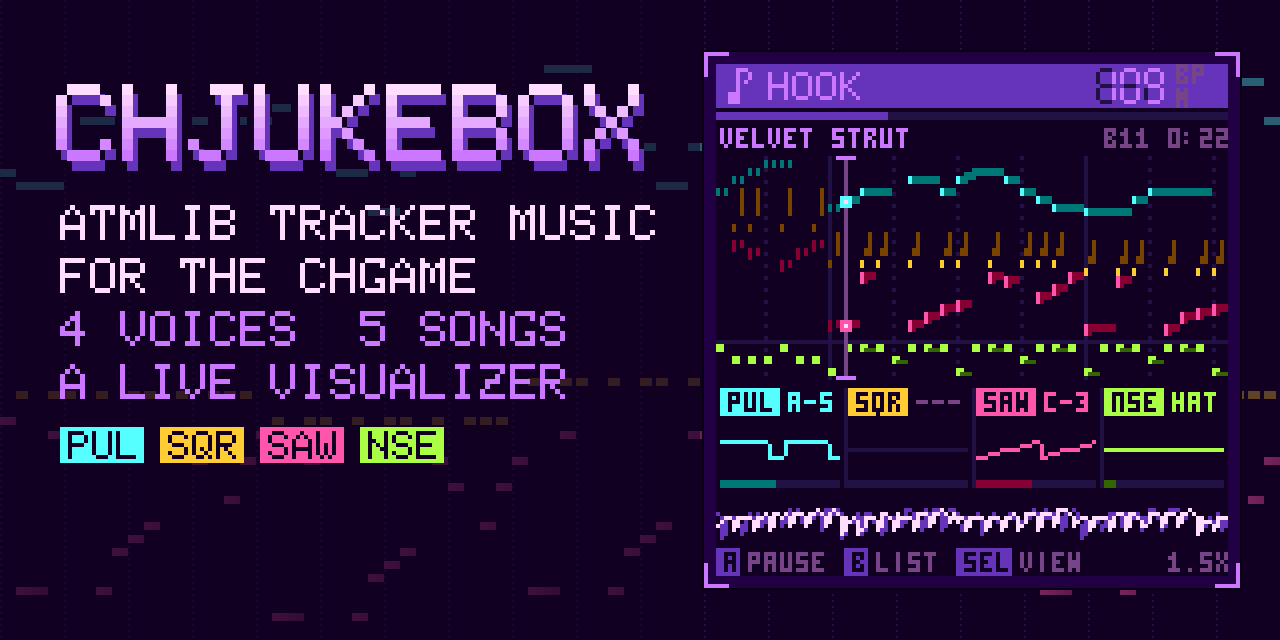 CHJUKEBOX
ATMLIB TRACKER MUSIC
FOR THE CHGAME
4 VOICES 5 SONGS
A LIVE VISUALIZER
PUL SQR SAW NSE
HOOK 109 BPM
VELVET STRUT B11 0:22
PUL A-5 SQR --- SAW C-3 NSE HAT
A PAUSE B LIST SEL VIEW 1.5X